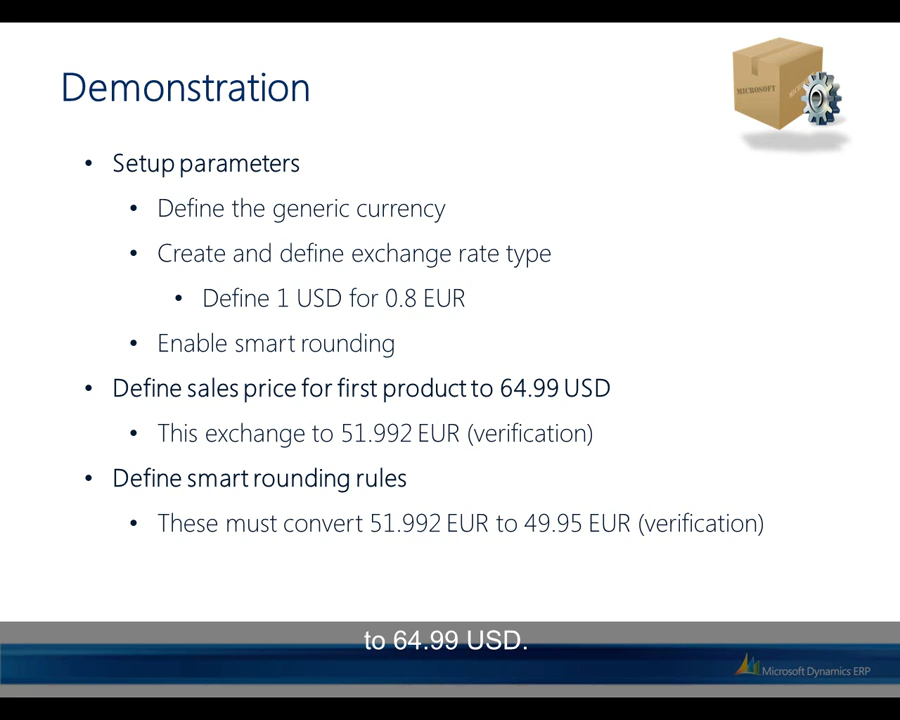 MICROSOFT
Demonstration
• Setup parameters
• Define the generic currency
• Create and define exchange rate type
• Define 1 USD for 0.8 EUR
• Enable smart rounding
• Define sales price for first product to 64.99 USD
• This exchange to 51.992 EUR (verification)
• Define smart rounding rules
• These must convert 51.992 EUR to 49.95 EUR (verification)
to 64.99 USD.
Microsoft Dynamics ERP